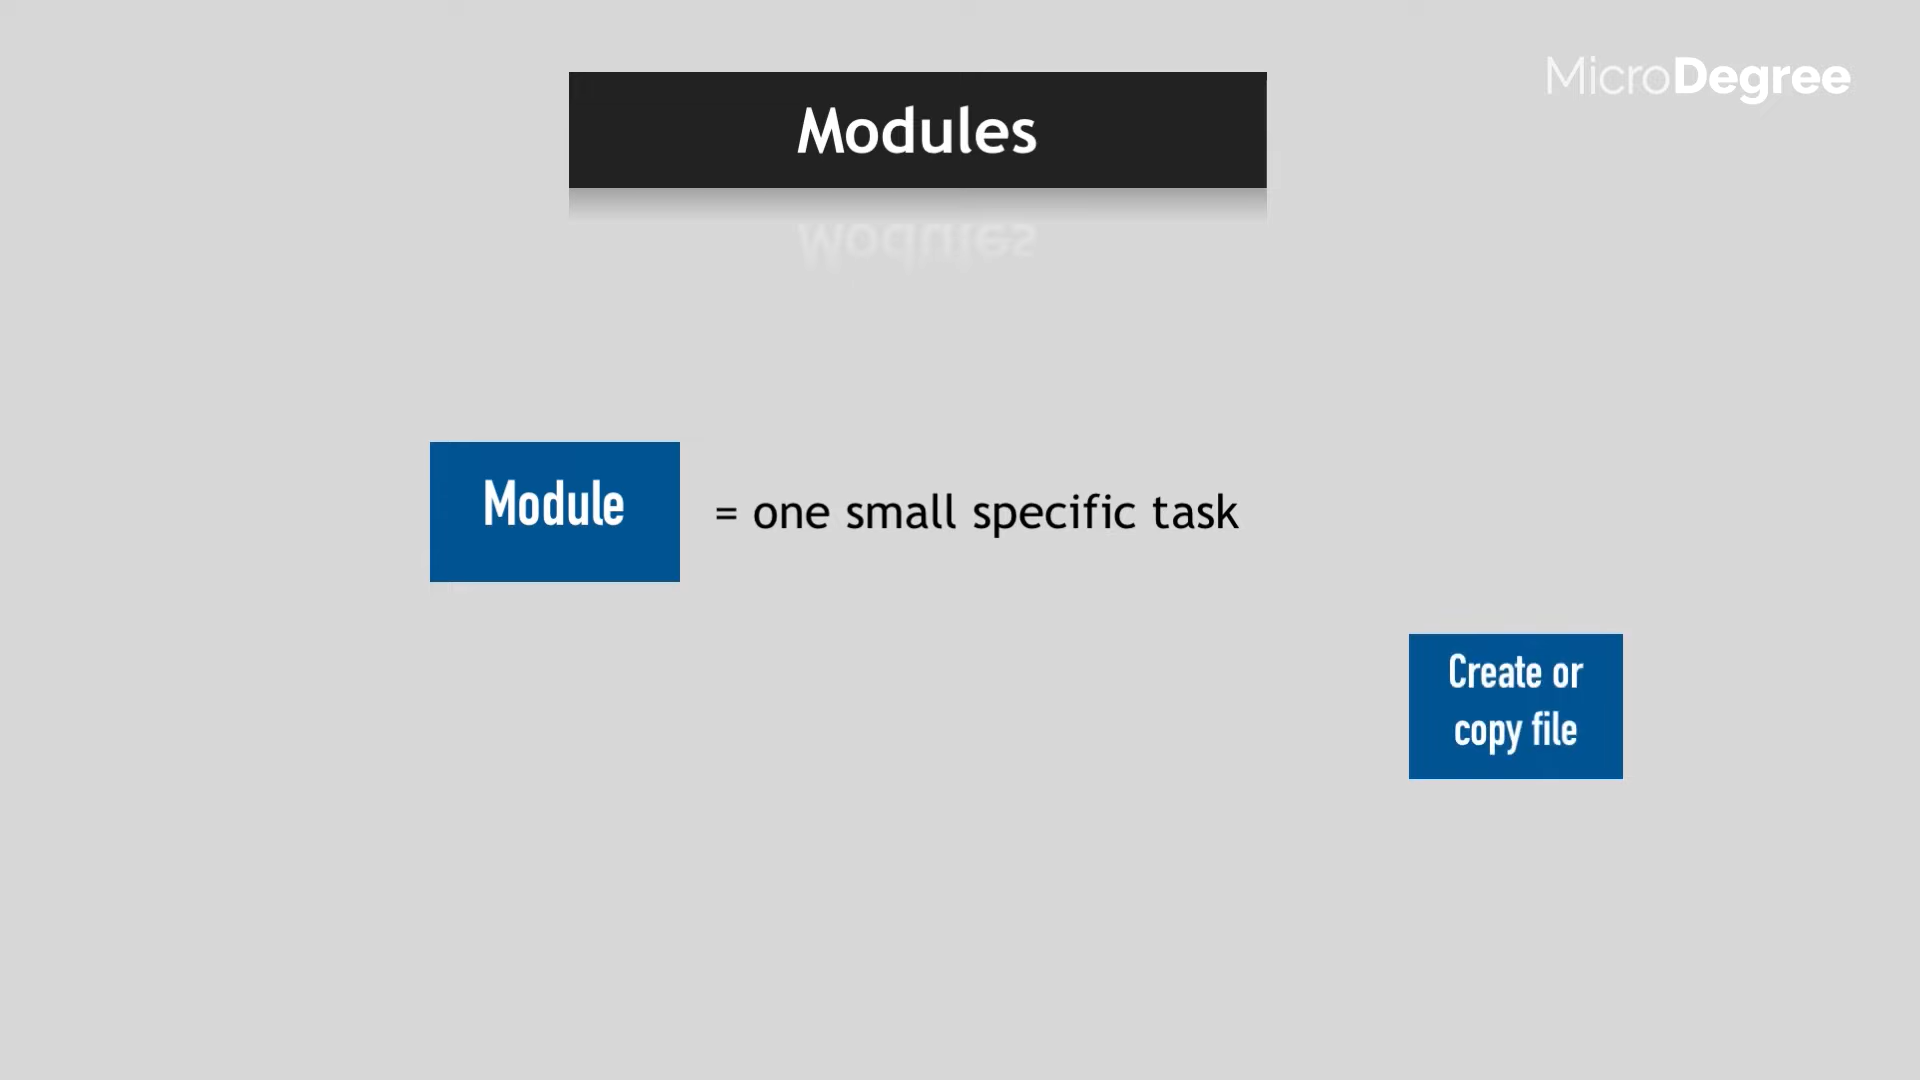 MicroDegree
Modules
Module
= one small specific task
Create or
copy file